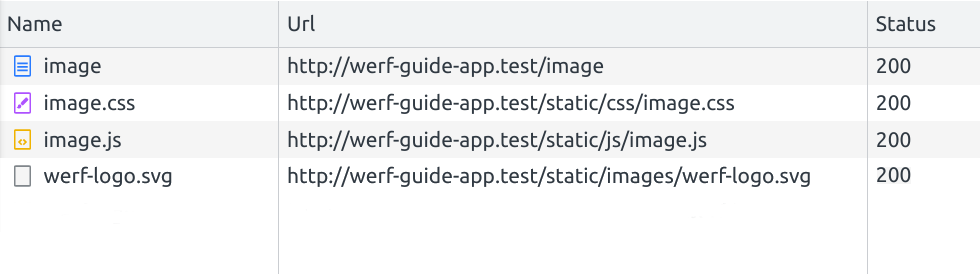 Name Url Status
image http://werf-guide-app.test/image 200
image.css http://werf-guide-app.test/static/css/image.css 200
image.js http://werf-guide-app.test/static/js/image.js 200
werf-logo.svg http://werf-guide-app.test/static/images/werf-logo.svg 200